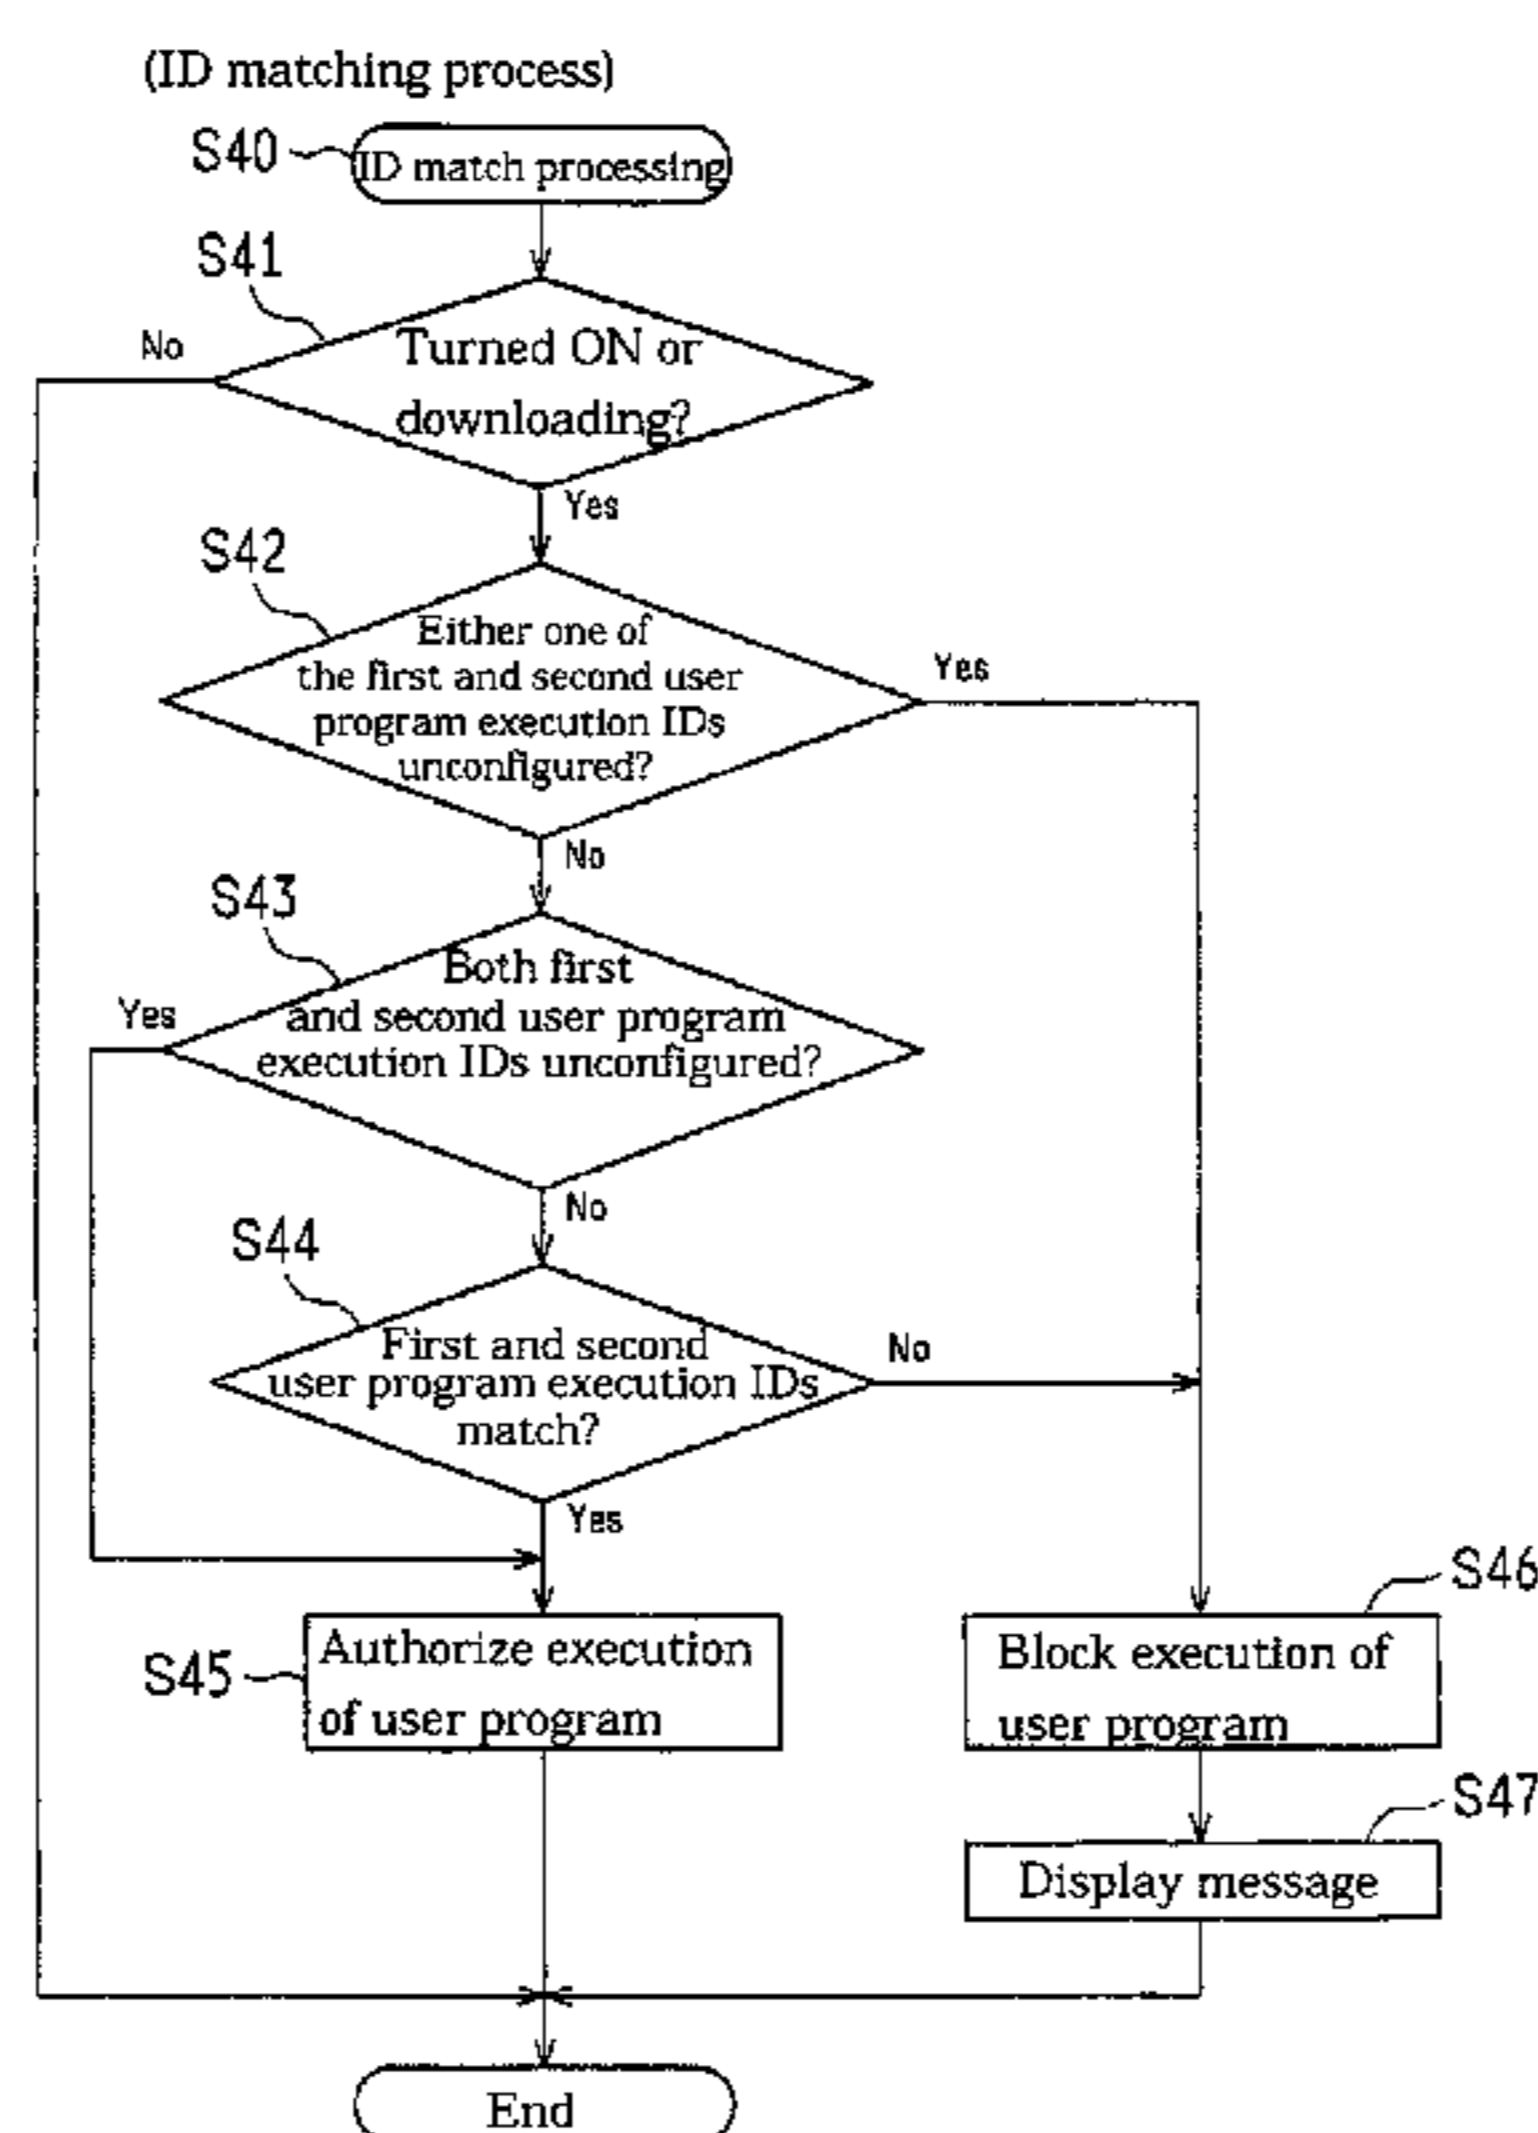 (ID matching process)
S40
ID match processing
S41
No
Turned ON or
downloading?
Yes
S42
Either one of
the first and second user
program execution IDs
unconfigured?
Yes
No
S43
Both first
and second user program
execution IDs unconfigured?
Yes
No
S44
First and second
user program execution IDs
match?
No
Yes
S45
Authorize execution
of user program
S46
Block execution of
user program
S47
Display message
End